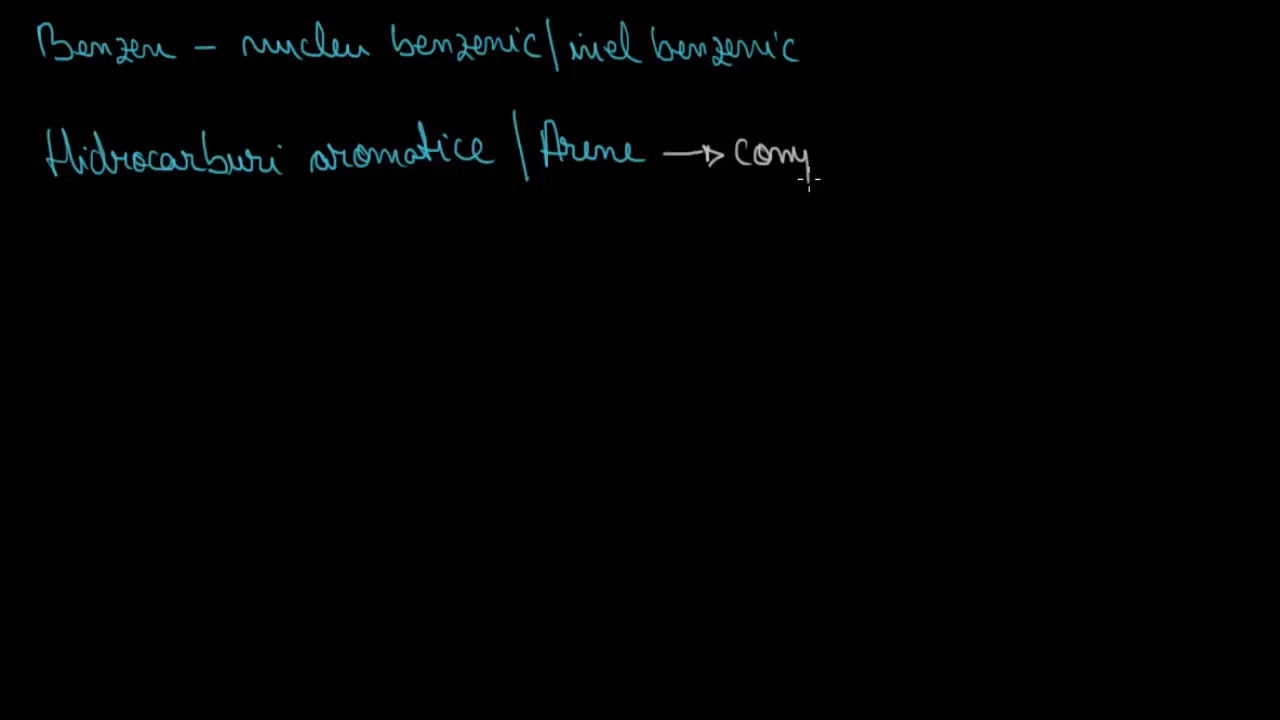 Benzen - nucleu benzenic/inel benzenic
Hidrocarburi aromatice / Arene →